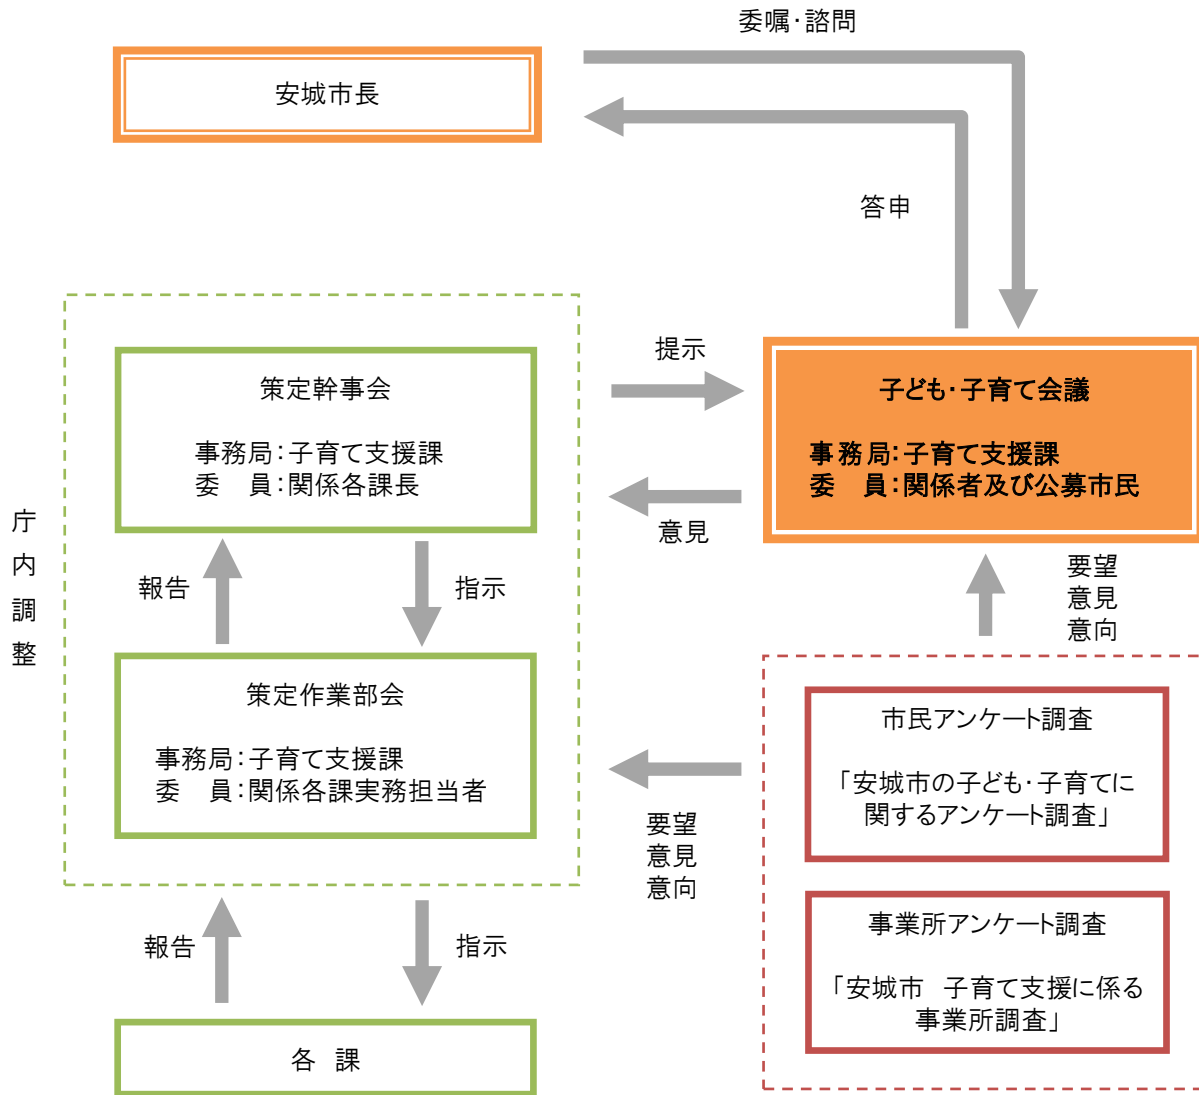 委嘱・諮問
安城市長
答申
提示
策定幹事会
事務局：子育て支援課
委　員：関係各課長
子ども・子育て会議
事務局：子育て支援課
委　員：関係者及び公募市民
意見
庁内調整
報告
指示
要望
意見
意向
策定作業部会
事務局：子育て支援課
委　員：関係各課実務担当者
市民アンケート調査
「安城市の子ども・子育てに
関するアンケート調査」
要望
意見
意向
事業所アンケート調査
「安城市　子育て支援に係る
事業所調査」
報告
指示
各　課